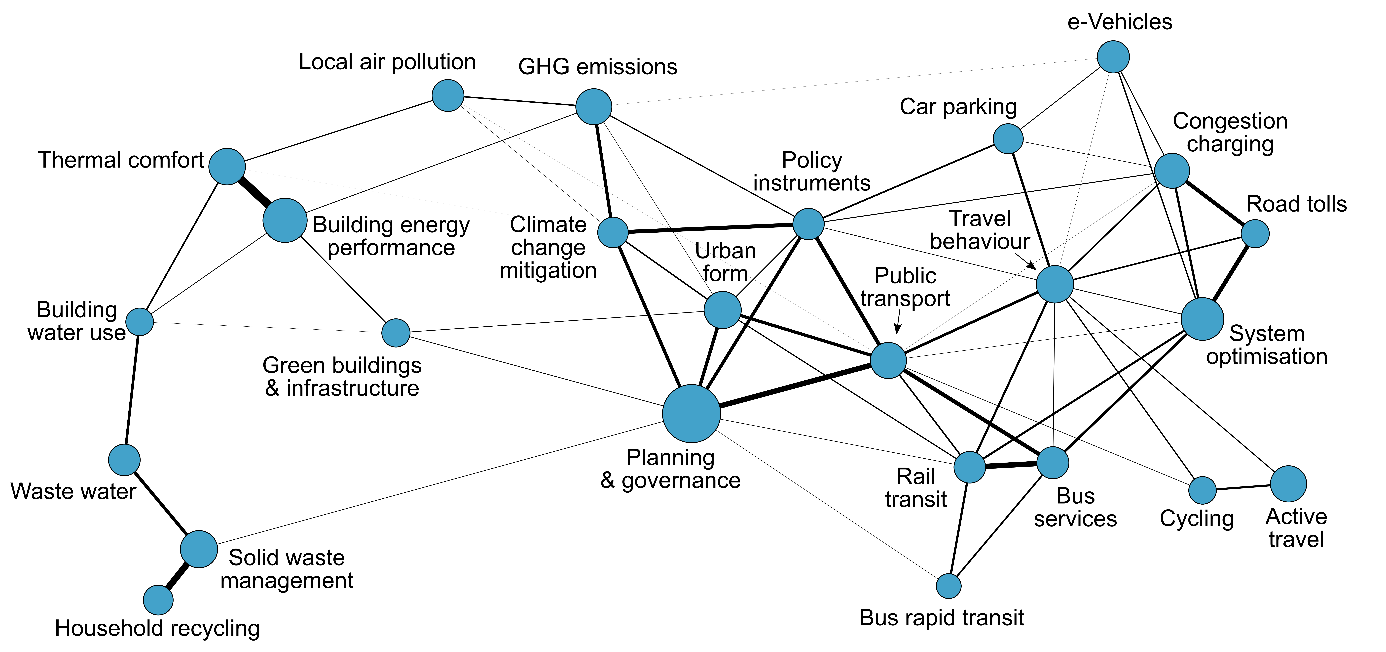 e-Vehicles
Local air pollution
GHG emissions
Car parking
Congestion
charging
Thermal comfort
Policy
instruments
Road tolls
Building energy
performance
Climate
change
mitigation
Urban
form
Travel
behaviour
Public
transport
Building
water use
Green buildings
& infrastructure
System
optimisation
Planning
& governance
Rail
transit
Bus
services
Cycling
Active
travel
Waste water
Solid waste
management
Household recycling
Bus rapid transit